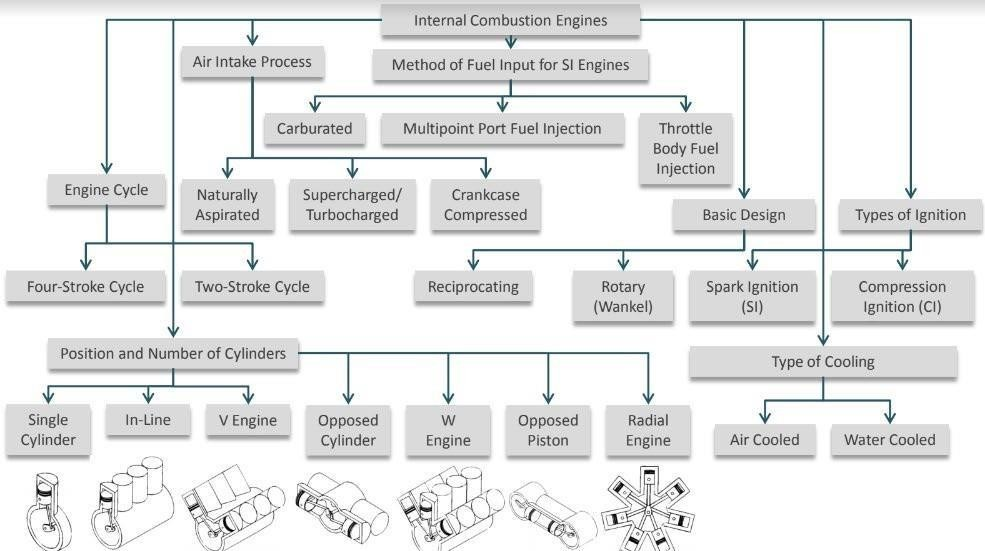 Internal Combustion Engines
Air Intake Process
Method of Fuel Input for SI Engines
Carburated
Multipoint Port Fuel Injection
Throttle
Body Fuel
Injection
Engine Cycle
Naturally
Aspirated
Supercharged/
Turbocharged
Crankcase
Compressed
Basic Design
Types of Ignition
Four-Stroke Cycle
Two-Stroke Cycle
Reciprocating
Rotary
(Wankel)
Spark Ignition
(SI)
Compression
Ignition (CI)
Position and Number of Cylinders
Type of Cooling
Single
Cylinder
In-Line
V Engine
Opposed
Cylinder
W
Engine
Opposed
Piston
Radial
Engine
Air Cooled
Water Cooled